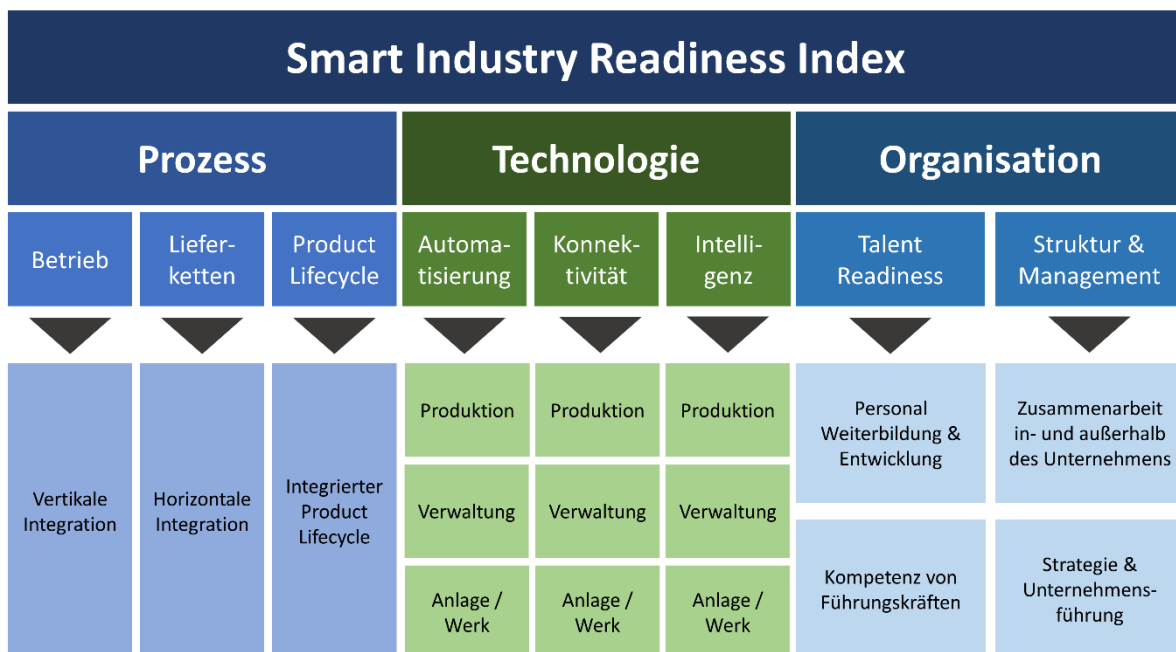 Smart Industry Readiness Index
Prozess
Technologie
Organisation
Betrieb
Liefer-
ketten
Product
Lifecycle
Automa-
tisierung
Konnek-
tivität
Intelli-
genz
Talent
Readiness
Struktur &
Management
Vertikale
Integration
Horizontale
Integration
Integrierter
Product
Lifecycle
Produktion
Produktion
Produktion
Verwaltung
Verwaltung
Verwaltung
Anlage /
Werk
Anlage /
Werk
Anlage /
Werk
Personal
Weiterbildung &
Entwicklung
Zusammenarbeit
in- und außerhalb
des Unternehmens
Kompetenz von
Führungskräften
Strategie &
Unternehmens-
führung